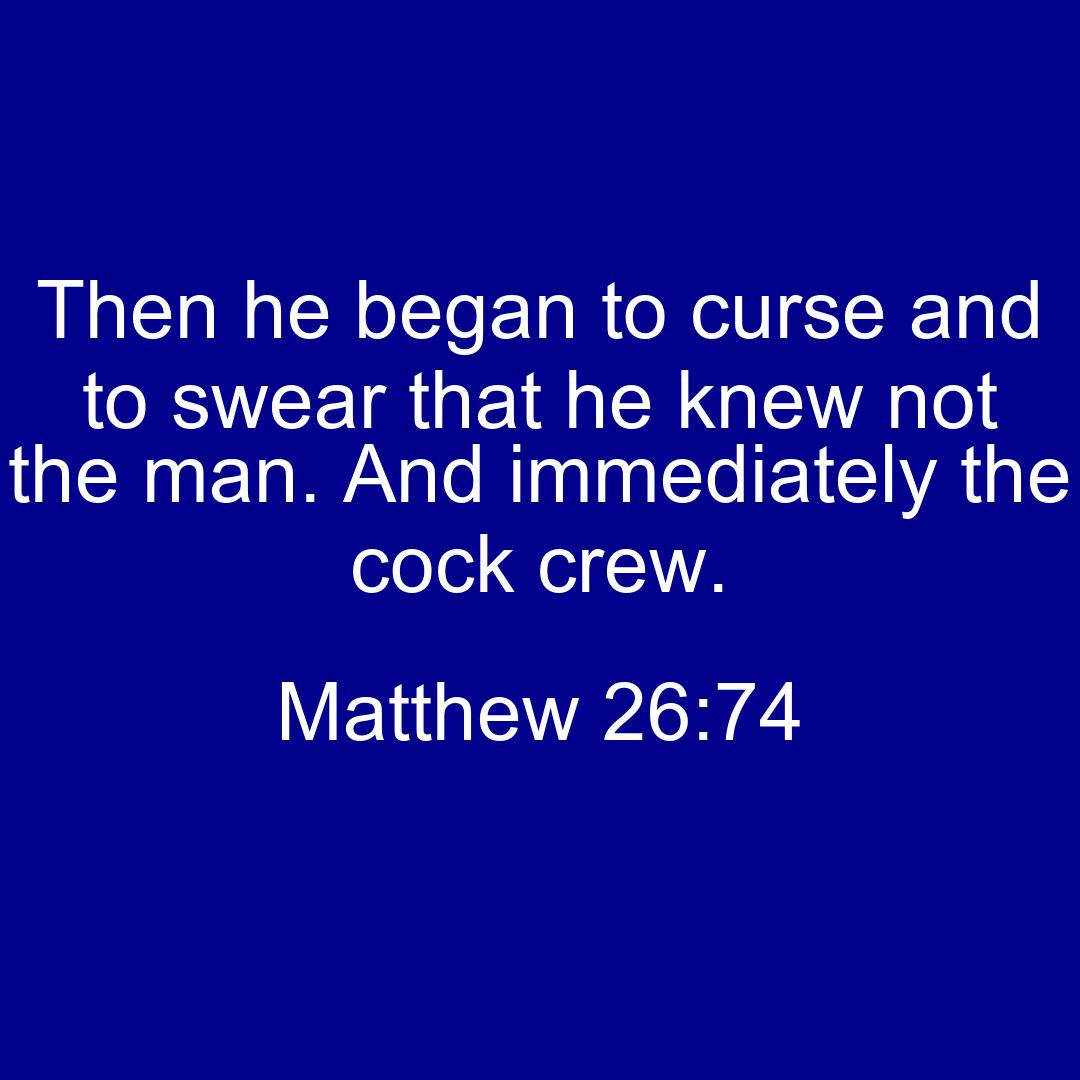 Then he began to curse and
to swear that he knew not
the man. And immediately the
cock crew.
Matthew 26:74